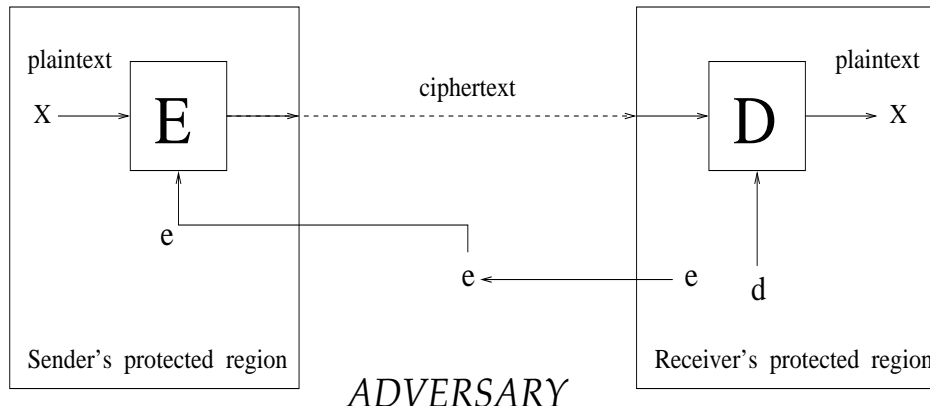 plaintext
plaintext
ciphertext
X
E
D
X
e
e
e
d
Sender's protected region
Receiver's protected region
ADVERSARY